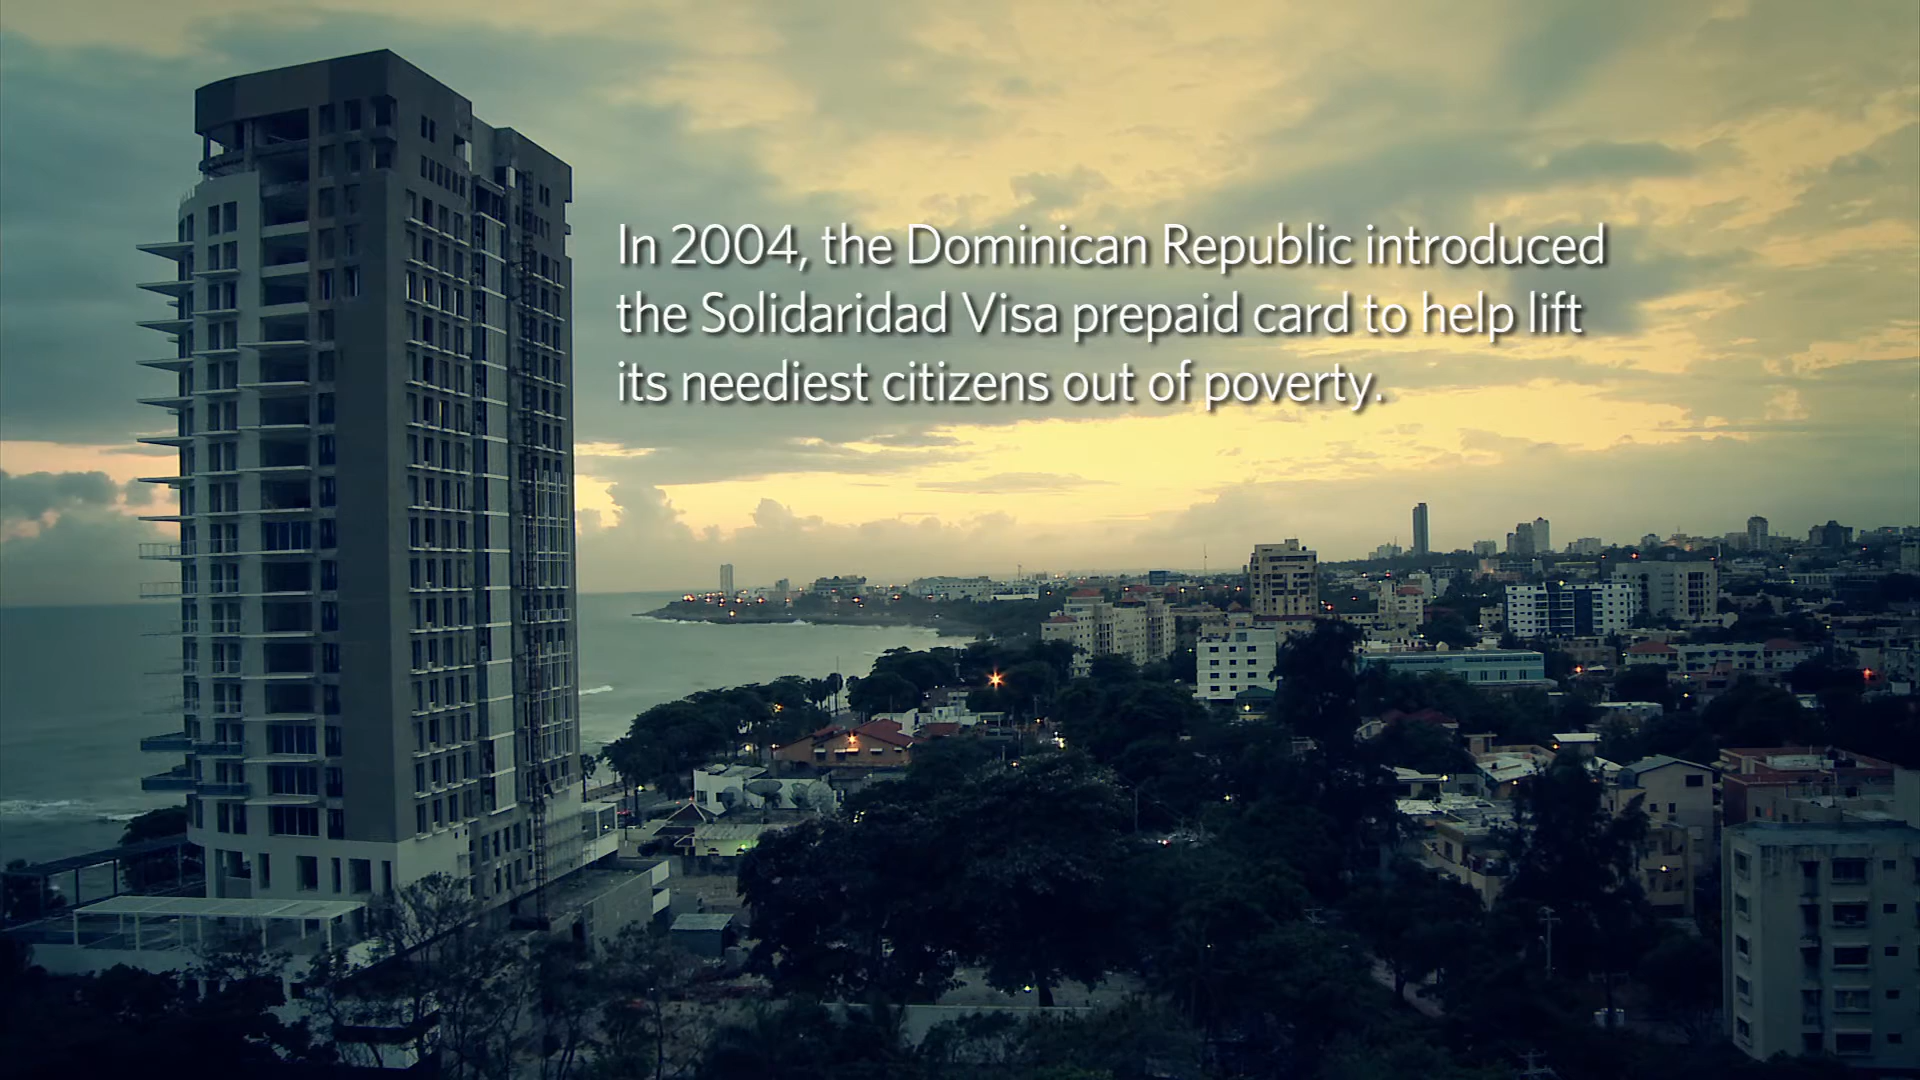 In 2004, the Dominican Republic introduced
the Solidaridad Visa prepaid card to help lift
its neediest citizens out of poverty.